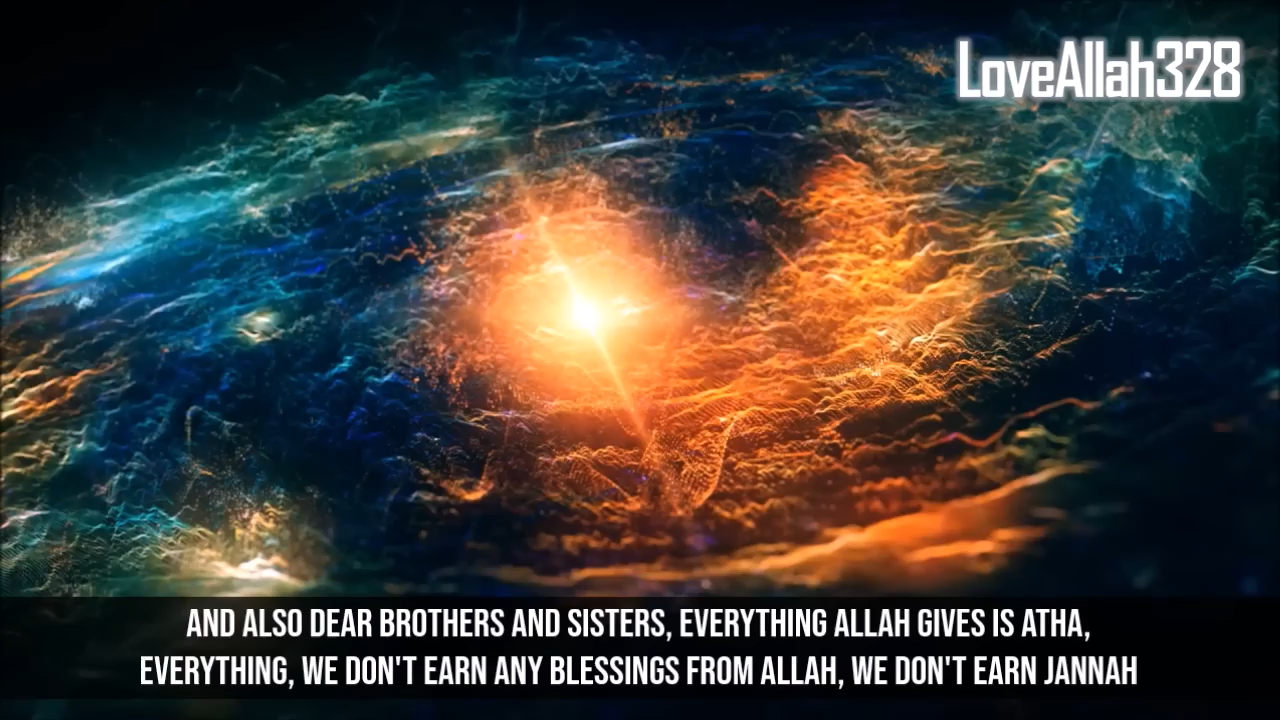 LoveAllah328
AND ALSO DEAR BROTHERS AND SISTERS, EVERYTHING ALLAH GIVES IS ATHA,
EVERYTHING, WE DON'T EARN ANY BLESSINGS FROM ALLAH, WE DON'T EARN JANNAH